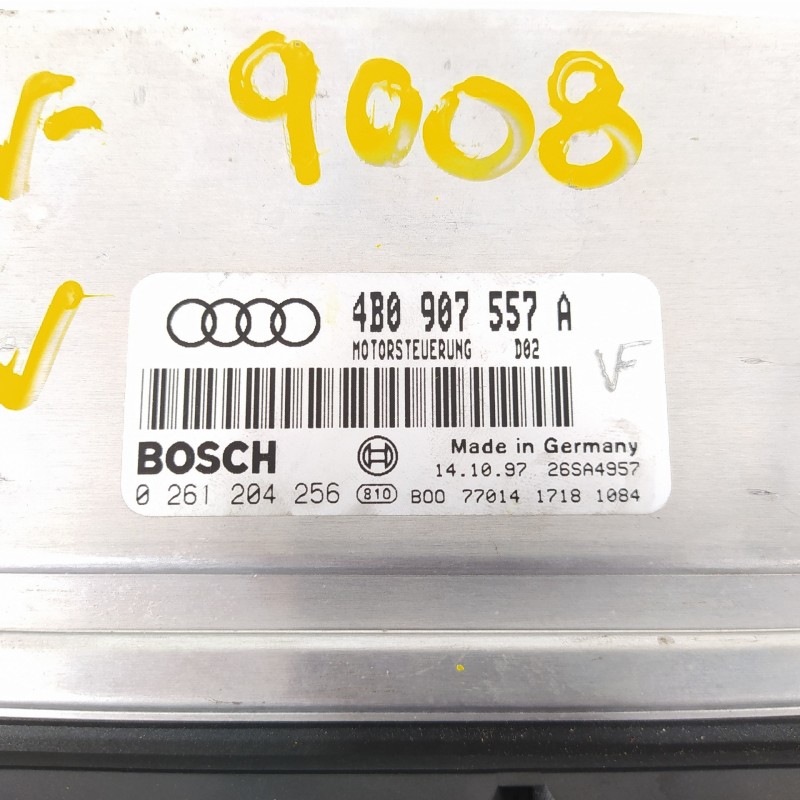 VF 9008
V
4B0 907 557 A
MOTORSTEUERUNG D02
VF
BOSCH
Made in Germany
14.10.97 26SA4957
0 261 204 256 810 B00 77014 1718 1084